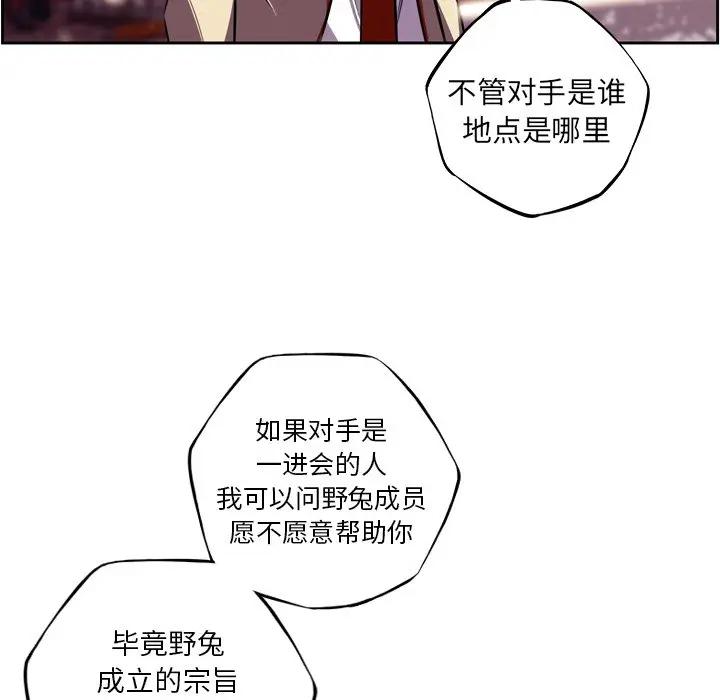 不管对手是谁
地点是哪里
如果对手是
一进会的人
我可以问野兔成员
愿不愿意帮助你
毕竟野兔
成立的宗旨